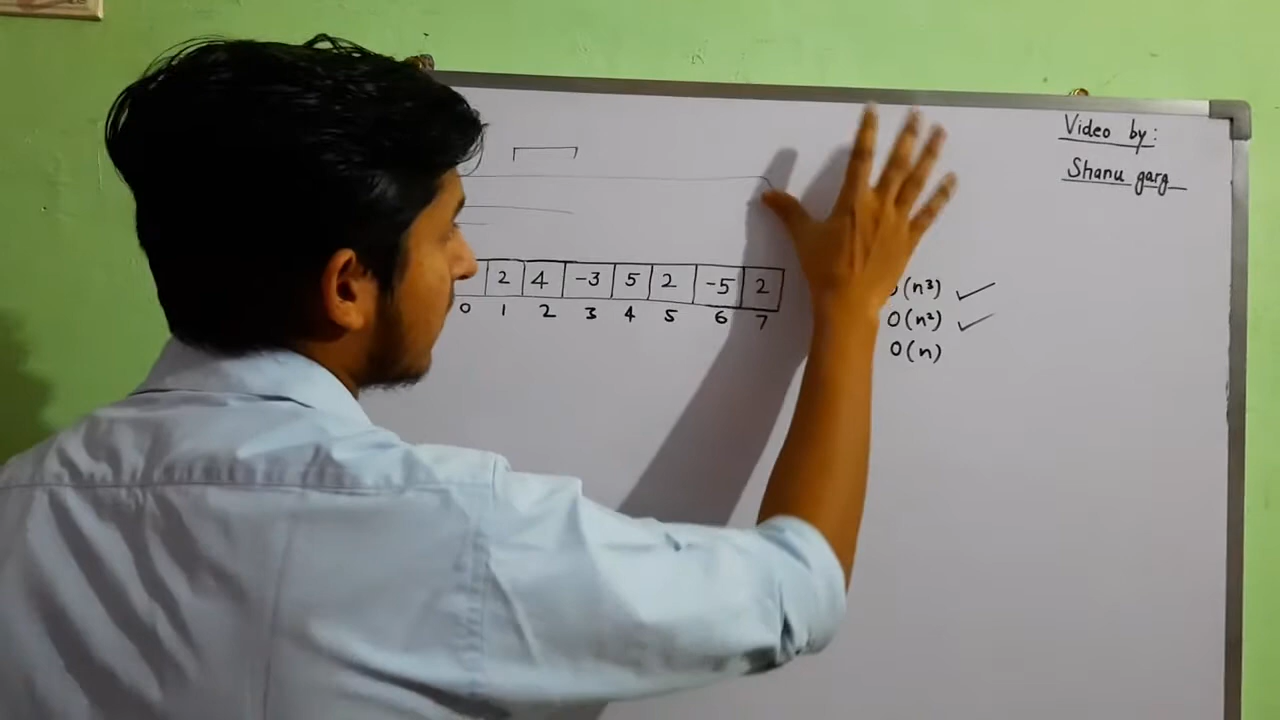 Video by:
Shanu garg
2 4 -3 5 2 -5 2
0 1 2 3 4 5 6 7
(n³) ✓
O(n²) ✓
O(n)